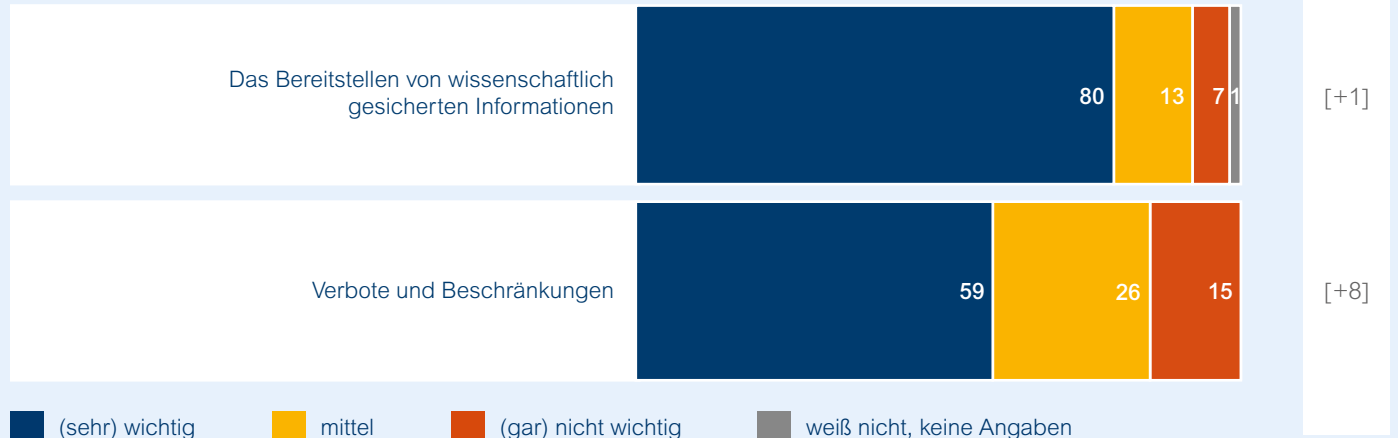 Das Bereitstellen von wissenschaftlich
gesicherten Informationen
80 13 7 1 [+1]
Verbote und Beschränkungen
59 26 15 [+8]
(sehr) wichtig mittel (gar) nicht wichtig weiß nicht, keine Angaben